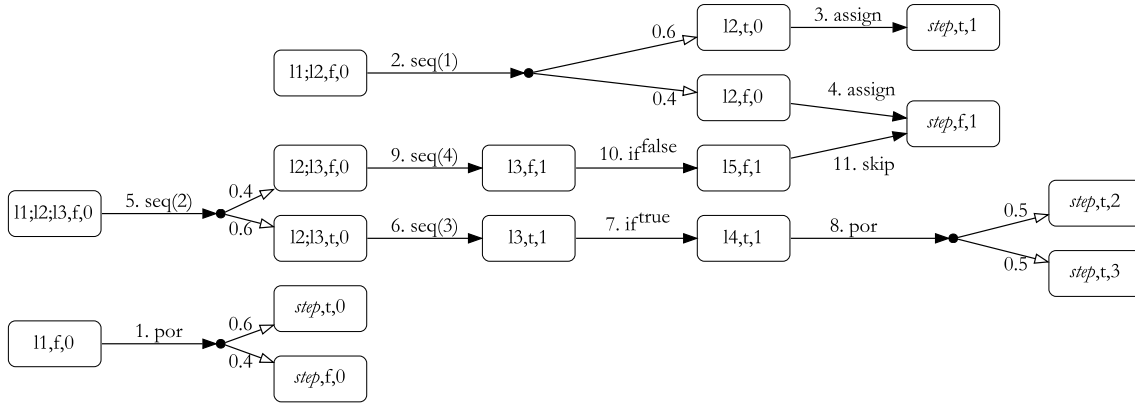 l2,t,0
3. assign
step,t,1
0.6
l1;l2,f,0
2. seq(1)
0.4
l2,f,0
4. assign
step,f,1
l2;l3,f,0
9. seq(4)
l3,f,1
10. if^false
l5,f,1
11. skip
0.4
l1;l2;l3,f,0
5. seq(2)
0.6
l2;l3,t,0
6. seq(3)
l3,t,1
7. if^true
l4,t,1
8. por
0.5
step,t,2
0.5
step,t,3
step,t,0
0.6
l1,f,0
1. por
0.4
step,f,0